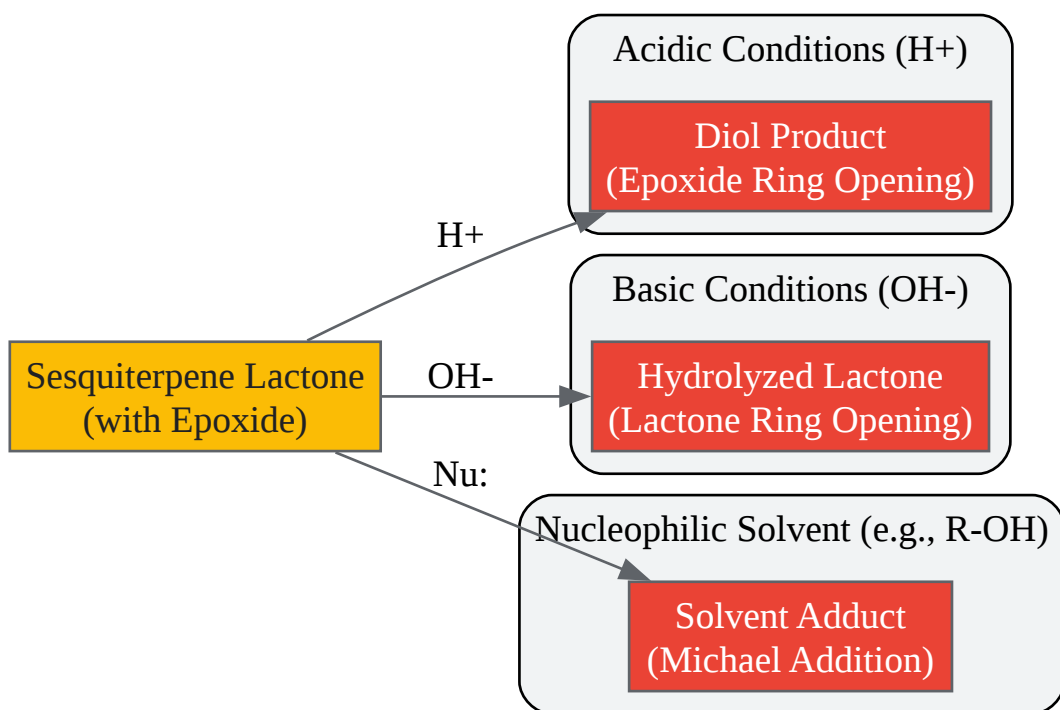 Acidic Conditions (H+)
Diol Product
(Epoxide Ring Opening)
H+
Basic Conditions (OH-)
Sesquiterpene Lactone
(with Epoxide)
OH-
Hydrolyzed Lactone
(Lactone Ring Opening)
Nu:
Nucleophilic Solvent (e.g., R-OH)
Solvent Adduct
(Michael Addition)